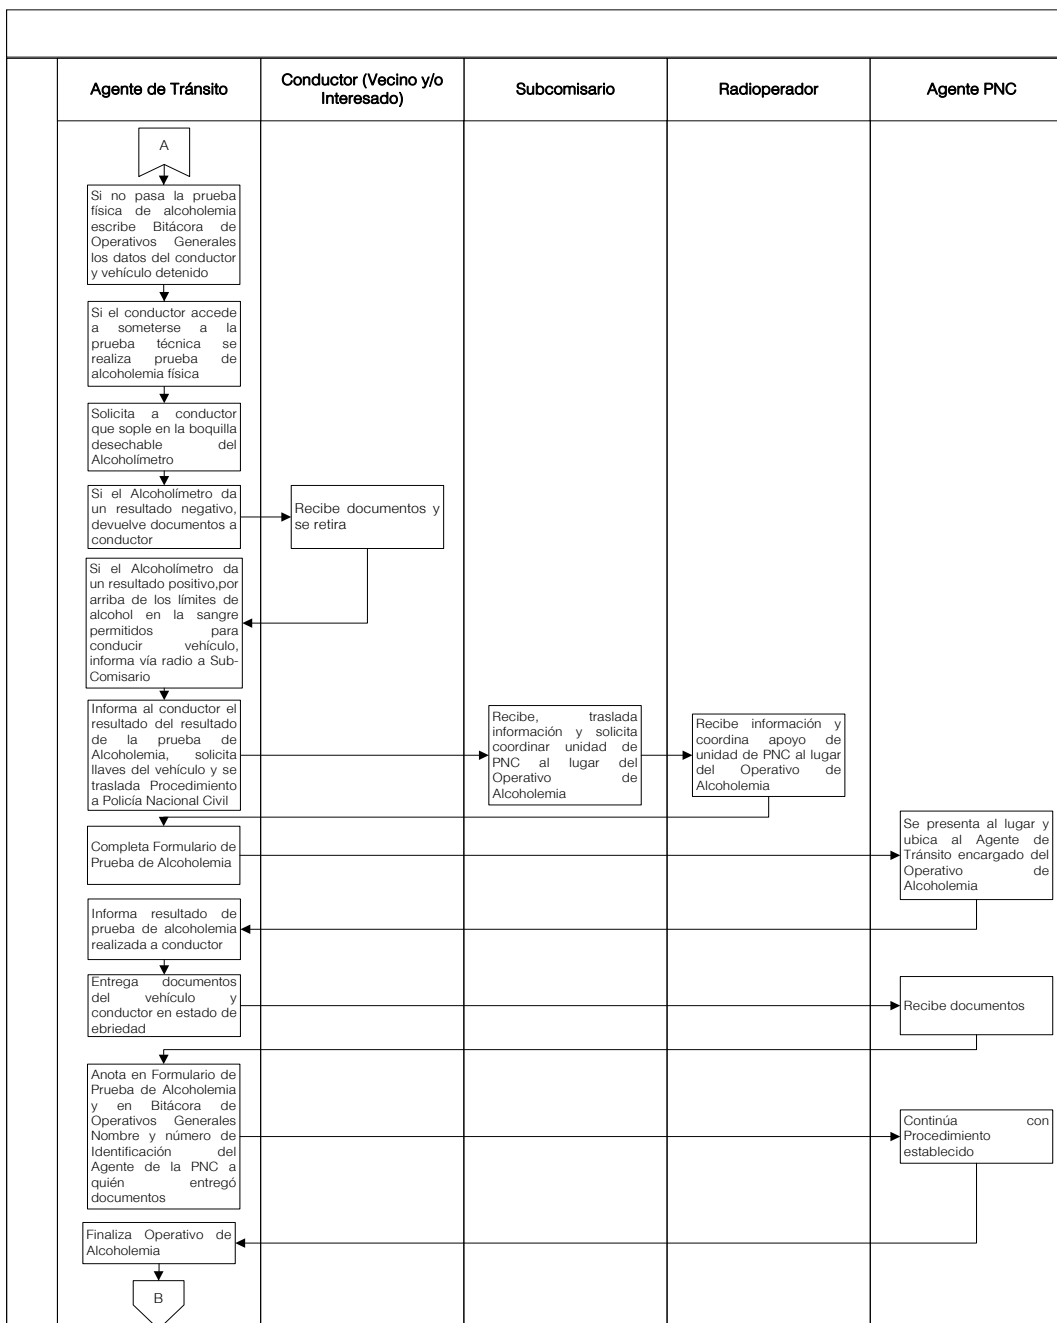 Agente de Tránsito
Conductor (Vecino y/o
Interesado)
Subcomisario
Radioperador
Agente PNC
A
Si no pasa la prueba
física de alcoholemia
escribe Bitácora de
Operativos Generales
los datos del conductor
y vehículo detenido
Si el conductor accede
a someterse a la
prueba técnica se
realiza prueba de
alcoholemia física
Solicita a conductor
que sople en la boquilla
desechable del
Alcoholímetro
Si el Alcoholímetro da
un resultado negativo,
devuelve documentos a
conductor
Recibe documentos y
se retira
Si el Alcoholímetro da
un resultado positivo,por
arriba de los límites de
alcohol en la sangre
permitidos para
conducir vehículo,
informa vía radio a Sub-
Comisario
Informa al conductor el
resultado del resultado
de la prueba de
Alcoholemia, solicita
llaves del vehículo y se
traslada Procedimiento
a Policía Nacional Civil
Recibe, traslada
información y solicita
coordinar unidad de
PNC al lugar del
Operativo de
Alcoholemia
Recibe información y
coordina apoyo de
unidad de PNC al lugar
del Operativo de
Alcoholemia
Completa Formulario de
Prueba de Alcoholemia
Se presenta al lugar y
ubica al Agente de
Tránsito encargado del
Operativo de
Alcoholemia
Informa resultado de
prueba de alcoholemia
realizada a conductor
Entrega documentos
del vehículo y
conductor en estado de
ebriedad
Recibe documentos
Anota en Formulario de
Prueba de Alcoholemia
y en Bitácora de
Operativos Generales
Nombre y número de
Identificación del
Agente de la PNC a
quién entregó
documentos
Continúa con
Procedimiento
establecido
Finaliza Operativo de
Alcoholemia
B